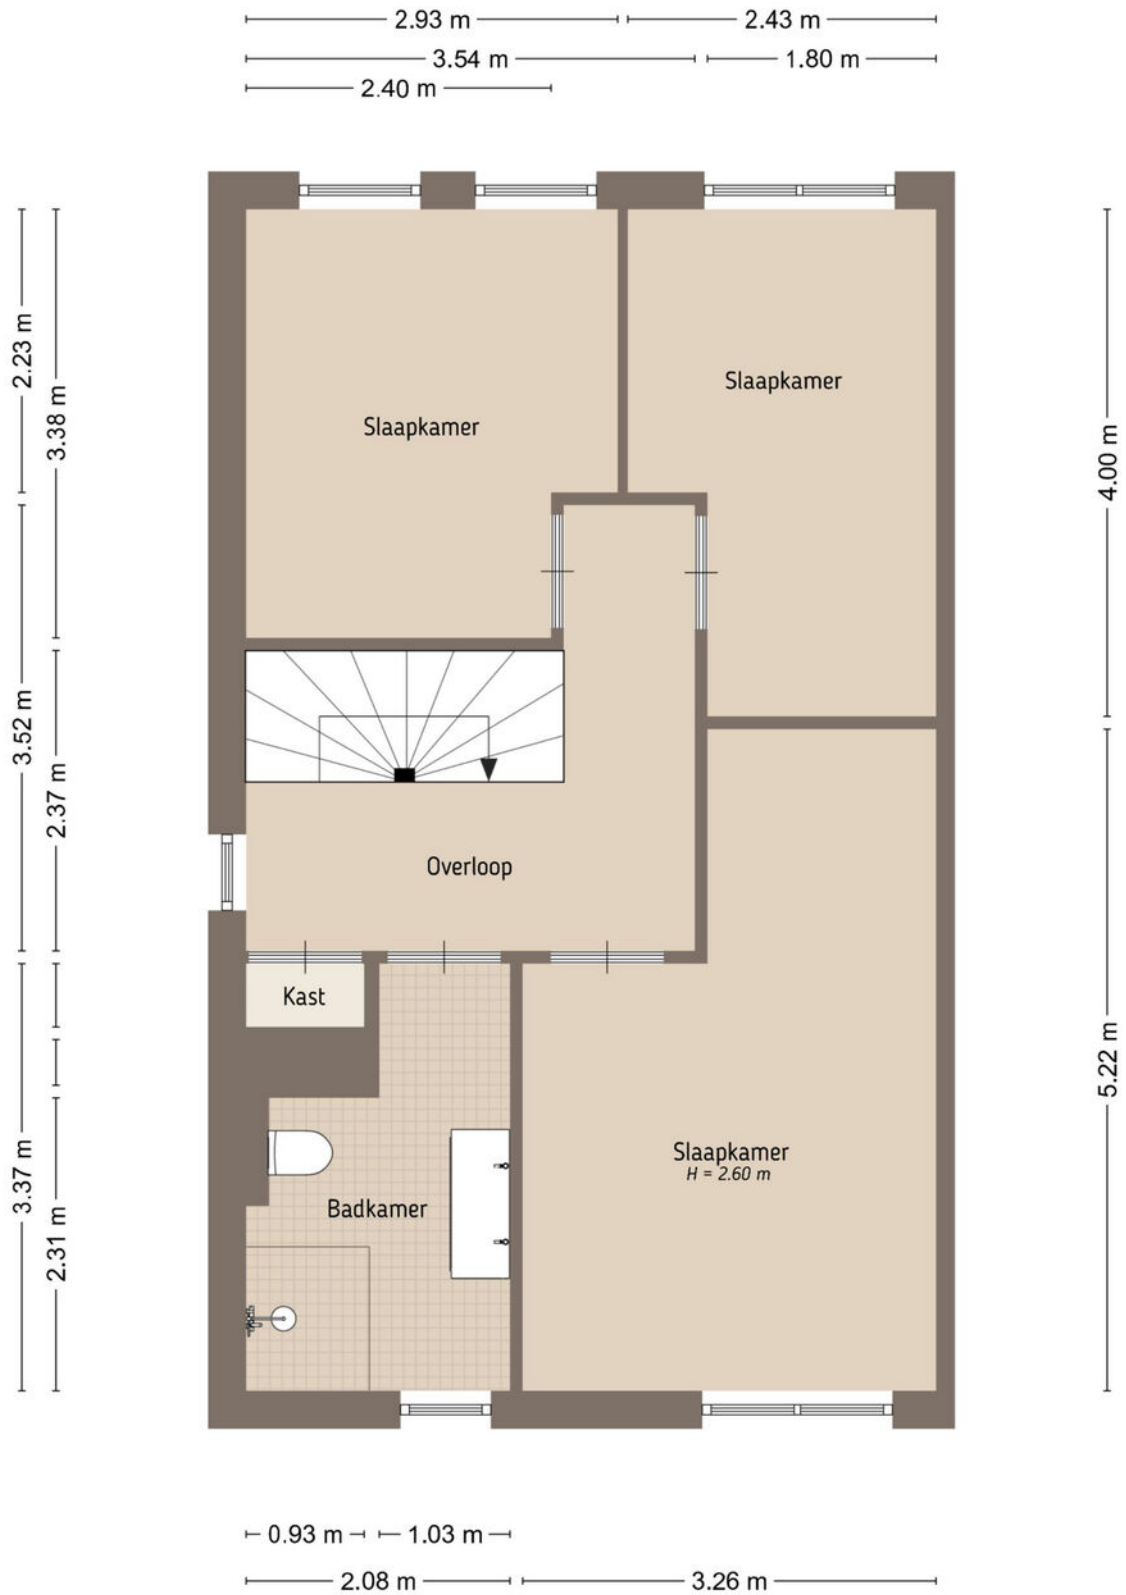 2.93 m
2.43 m
3.54 m
1.80 m
2.40 m
2.23 m
3.38 m
Slaapkamer
Slaapkamer
4.00 m
3.52 m
2.37 m
Overloop
Kast
5.22 m
Slaapkamer
H = 2.60 m
3.37 m
2.31 m
Badkamer
0.93 m
1.03 m
2.08 m
3.26 m